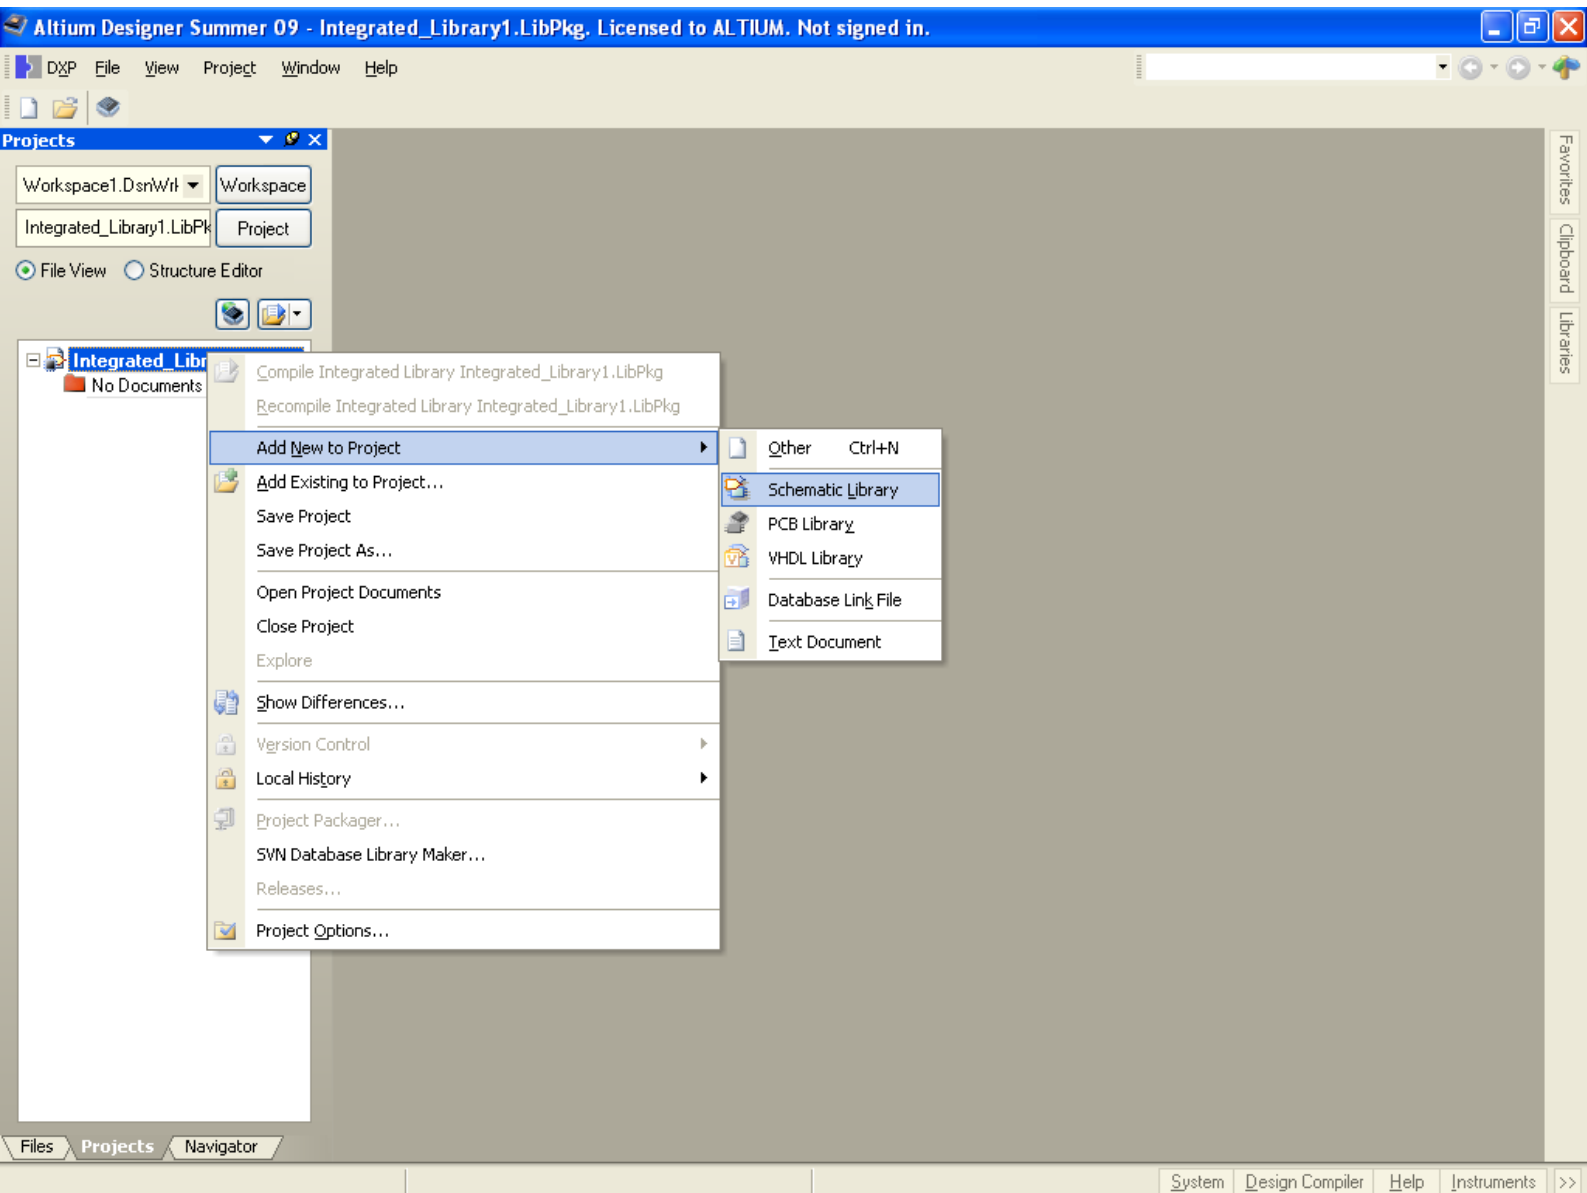 Altium Designer Summer 09 - Integrated_Library1.LibPkg. Licensed to ALTIUM. Not signed in.
DXP File View Project Window Help
Projects
Workspace1.DsnWrk Workspace
Integrated_Library1.LibPk Project
File View Structure Editor
Integrated_Libr
No Documents
Compile Integrated Library Integrated_Library1.LibPkg
Recompile Integrated Library Integrated_Library1.LibPkg
Add New to Project
Add Existing to Project...
Save Project
Save Project As...
Open Project Documents
Close Project
Explore
Show Differences...
Version Control
Local History
Project Packager...
SVN Database Library Maker...
Releases...
Project Options...
Other Ctrl+N
Schematic Library
PCB Library
VHDL Library
Database Link File
Text Document
Favorites
Clipboard
Libraries
Files Projects Navigator
System Design Compiler Help Instruments >>